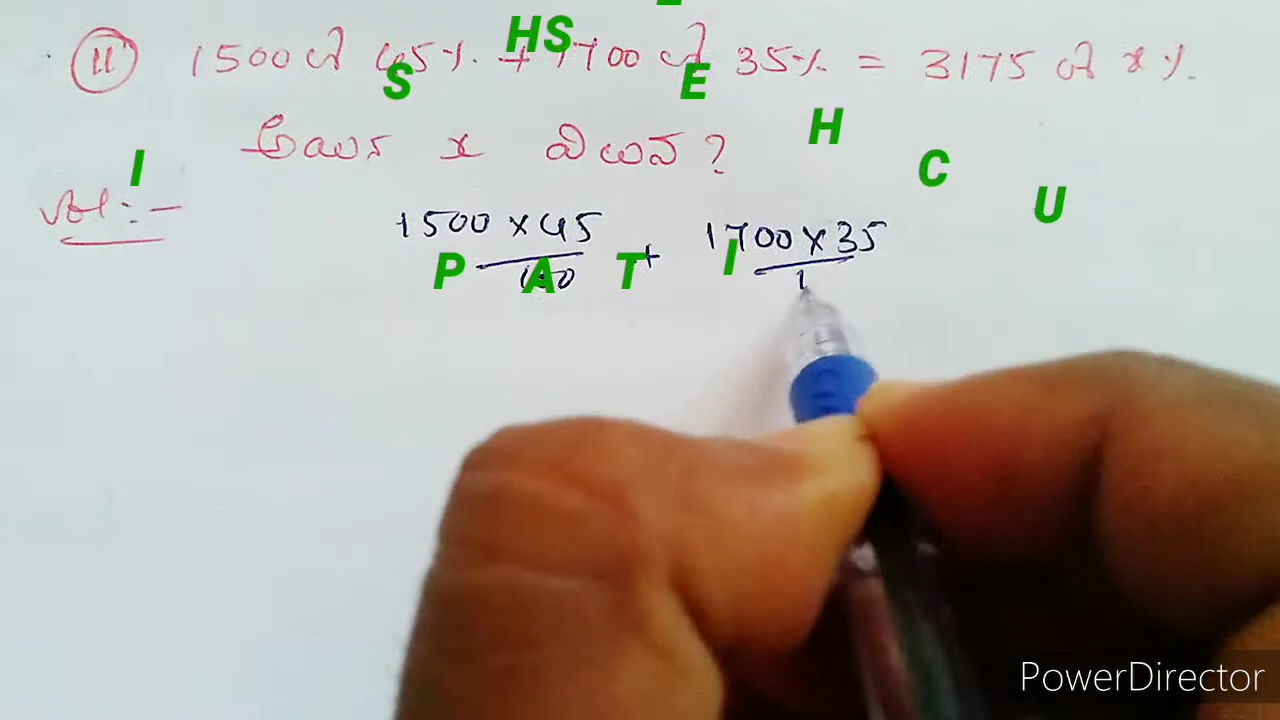 11 1500 లో 45% + 1700 లో 35% = 3175 లో x %.
అయిన x విలువ ?
Sol :-
1500 × 45 / 100 + 1700 × 35 / 1
HS
S E
H
I C
U
P A T I
PowerDirector